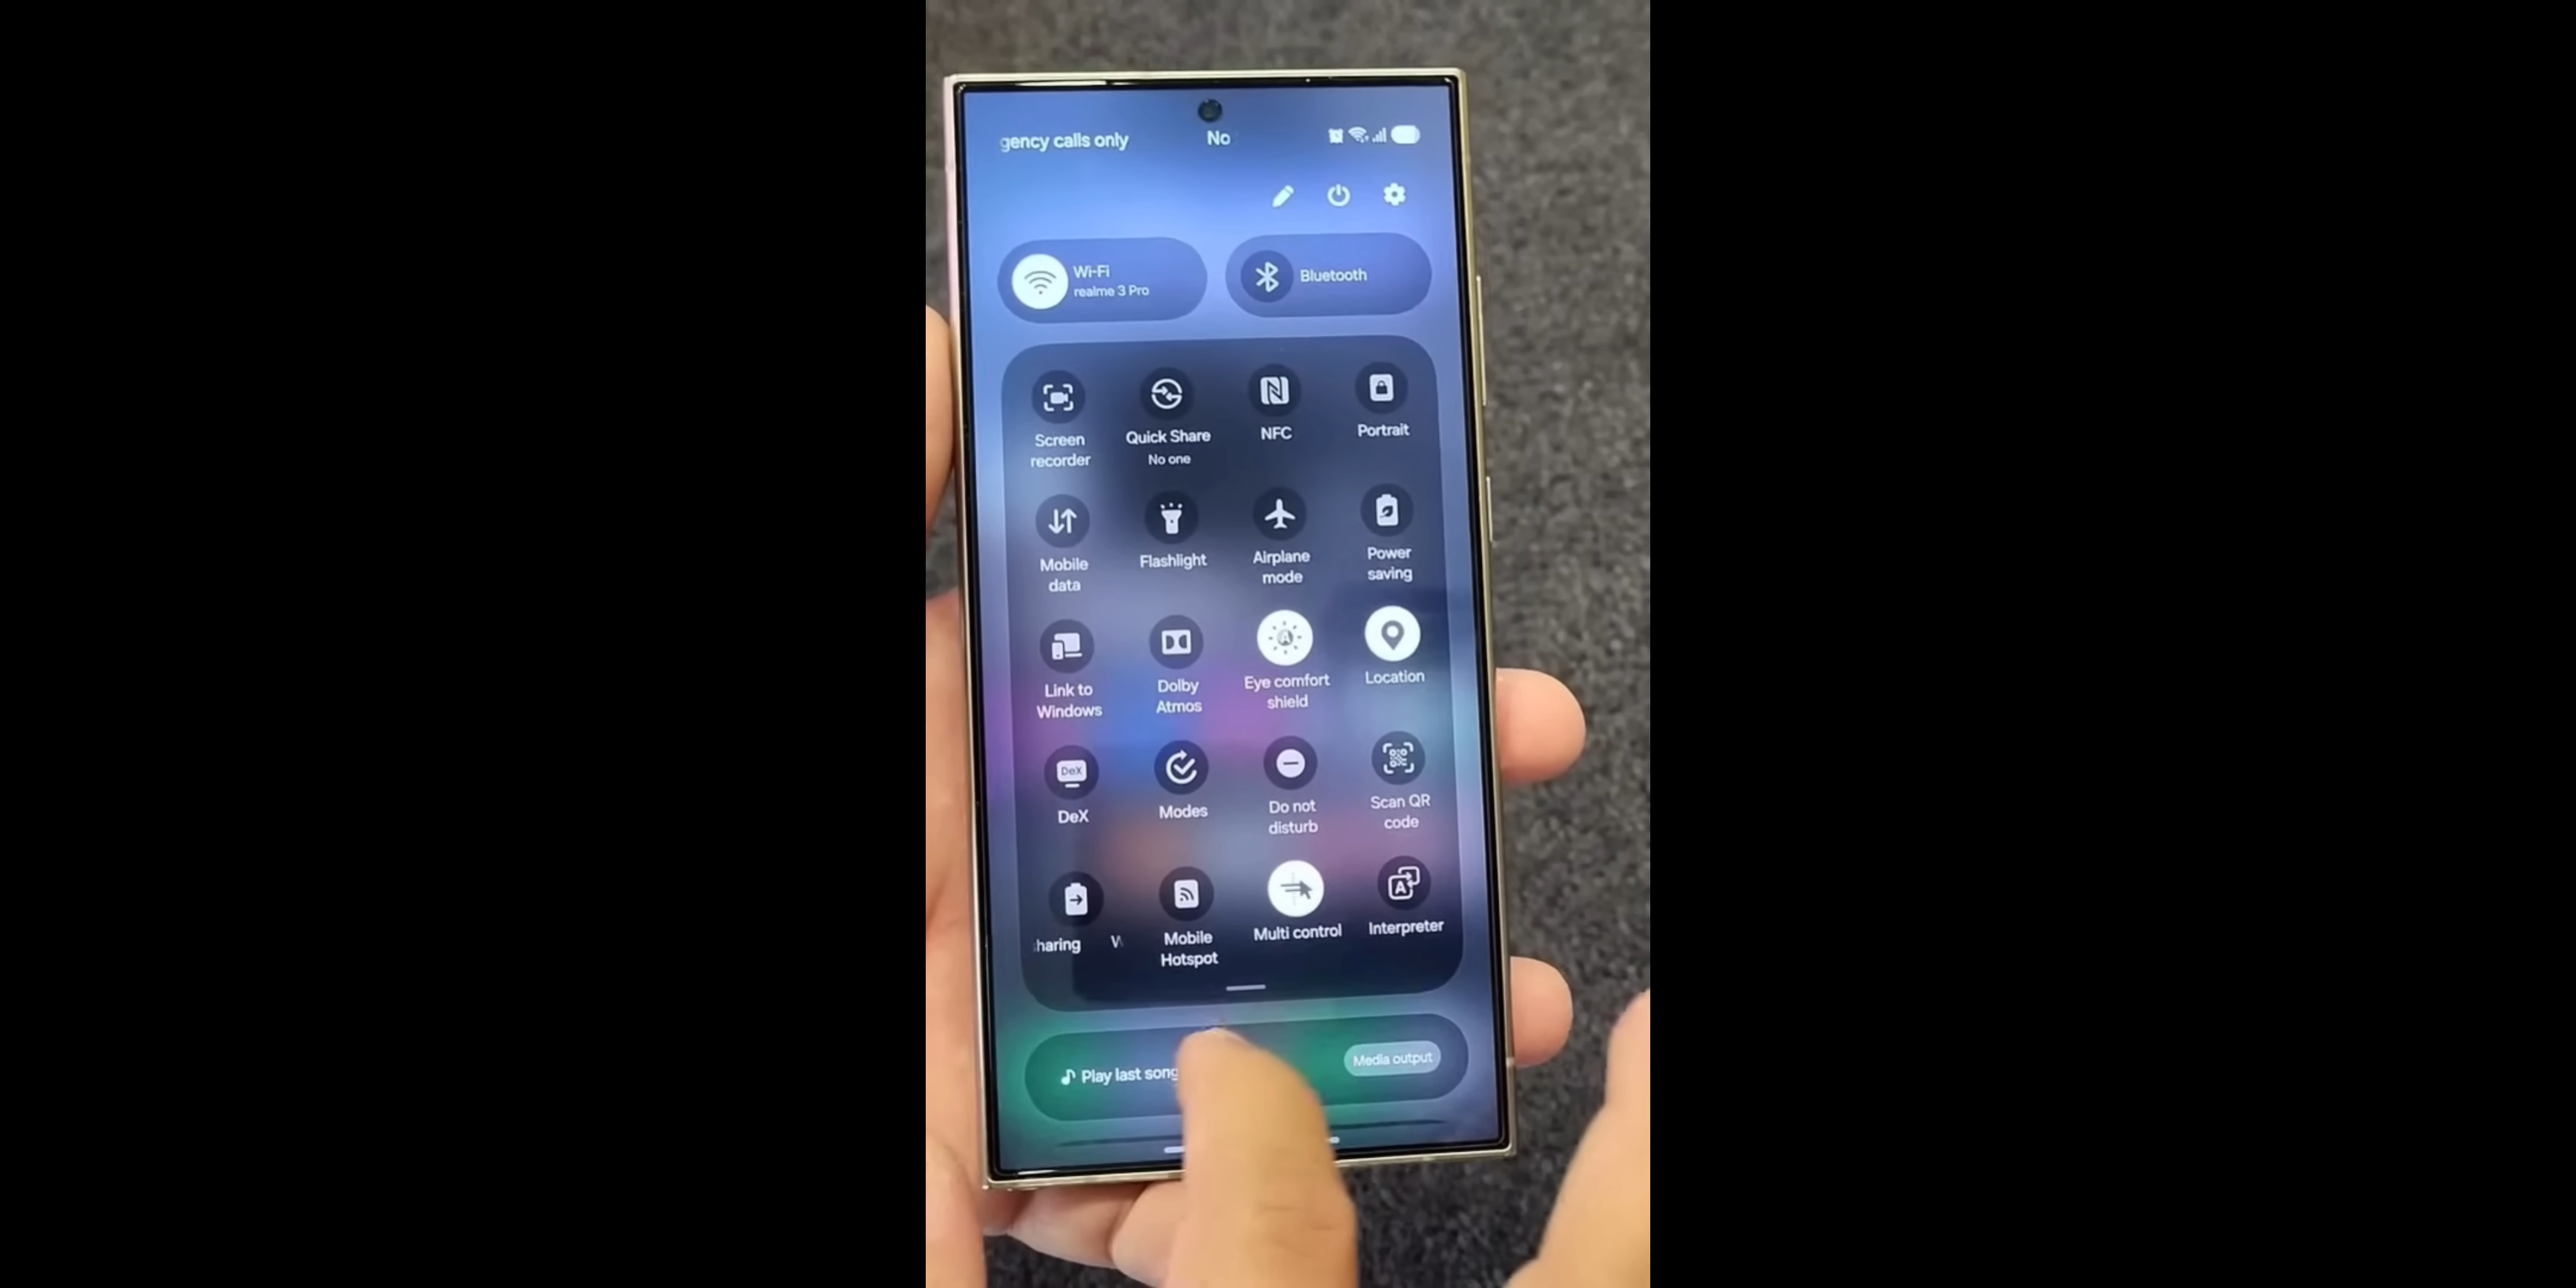 gency calls only No
Wi-Fi
realme 3 Pro
Bluetooth
Screen
recorder
Quick Share
No one
NFC
Portrait
Mobile
data
Flashlight
Airplane
mode
Power
saving
Link to
Windows
Dolby
Atmos
Eye comfort
shield
Location
DeX
DeX
Modes
Do not
disturb
Scan QR
code
haring W
Mobile
Hotspot
Multi control
Interpreter
Play last song
Media output